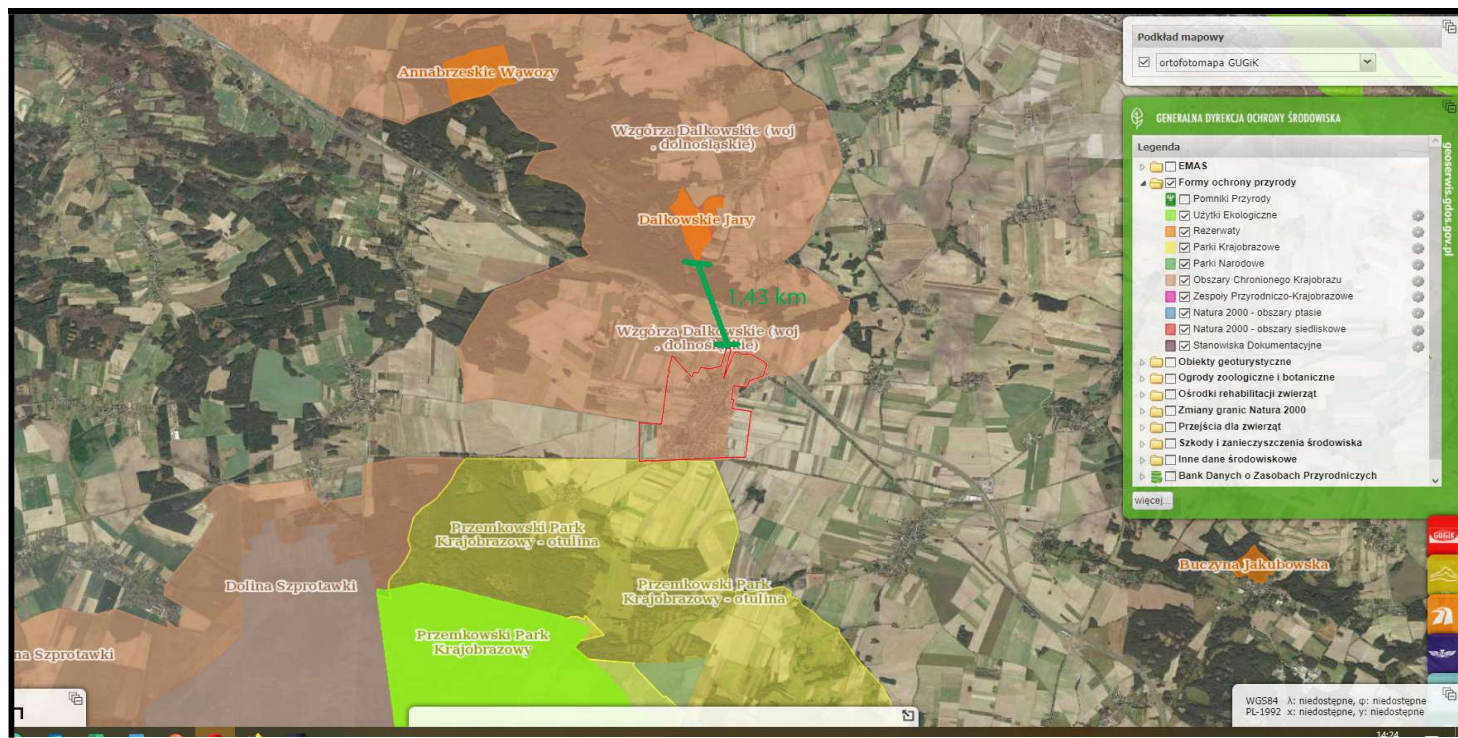 Annabrzeskie Wąwozy
Wzgórza Dalkowskie (woj
. dolnośląskie)
Dalkowskie Jary
1,43 km
Wzgórza Dalkowskie (woj
. dolnośląskie)
Przemkowski Park
Krajobrazowy - otulina
Dolina Szprotawki
Przemkowski Park
Krajobrazowy - otulina
Przemkowski Park
Krajobrazowy
na Szprotawki
Buczyna Jakubowska
Podkład mapowy
ortofotomapa GUGiK
GENERALNA DYREKCJA OCHRONY ŚRODOWISKA
geoserwis.gdos.gov.pl
Legenda
EMAS
Formy ochrony przyrody
Pomniki Przyrody
Użytki Ekologiczne
Rezerwaty
Parki Krajobrazowe
Parki Narodowe
Obszary Chronionego Krajobrazu
Zespoły Przyrodniczo-Krajobrazowe
Natura 2000 - obszary ptasie
Natura 2000 - obszary siedliskowe
Stanowiska Dokumentacyjne
Obiekty geoturystyczne
Ogrody zoologiczne i botaniczne
Ośrodki rehabilitacji zwierząt
Zmiany granic Natura 2000
Przejścia dla zwierząt
Szkody i zanieczyszczenia środowiska
Inne dane środowiskowe
Bank Danych o Zasobach Przyrodniczych
więcej...
GUGiK
WGS84 λ: niedostępne, φ: niedostępne
PL-1992 x: niedostępne, y: niedostępne
14:24